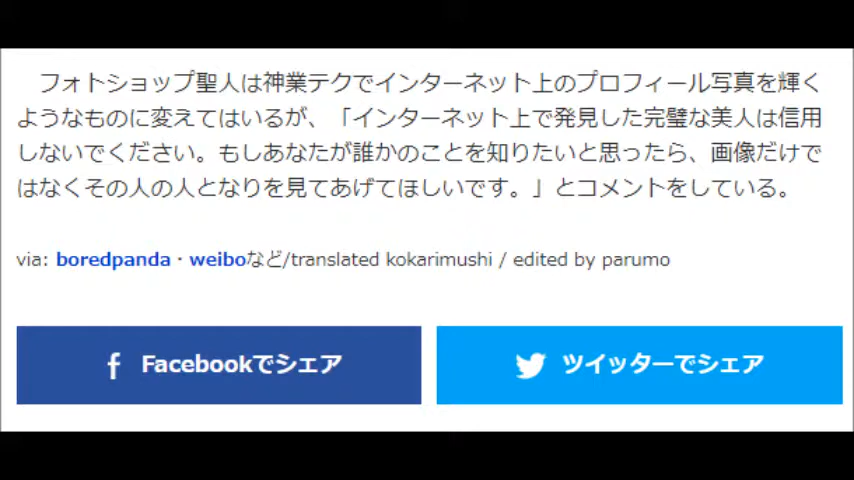 フォトショップ聖人は神業テクでインターネット上のプロフィール写真を輝く
ようなものに変えてはいるが、「インターネット上で発見した完璧な美人は信用
しないでください。もしあなたが誰かのことを知りたいと思ったら、画像だけで
はなくその人の人となりを見てあげてほしいです。」とコメントをしている。
via: boredpanda・weiboなど/translated kokarimushi / edited by parumo
Facebookでシェア
ツイッターでシェア